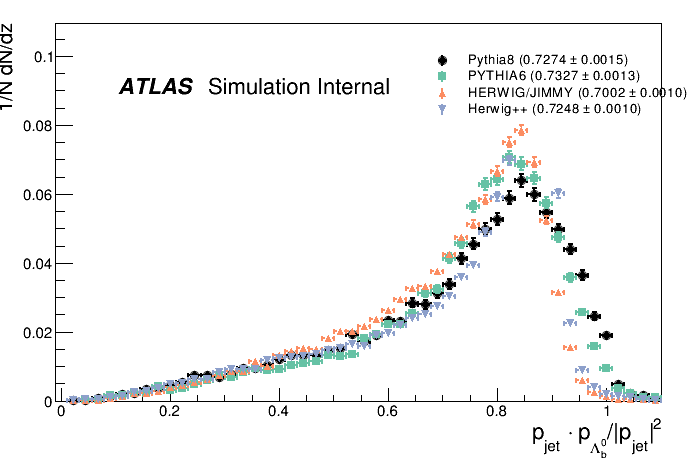 1/N dN/dz
ATLAS Simulation Internal
Pythia8 (0.7274 ± 0.0015)
PYTHIA6 (0.7327 ± 0.0013)
HERWIG/JIMMY (0.7002 ± 0.0010)
Herwig++ (0.7248 ± 0.0010)
0.1
0.08
0.06
0.04
0.02
0
0 0.2 0.4 0.6 0.8 1
p_jet · p_Λ_b^0/|p_jet|^2